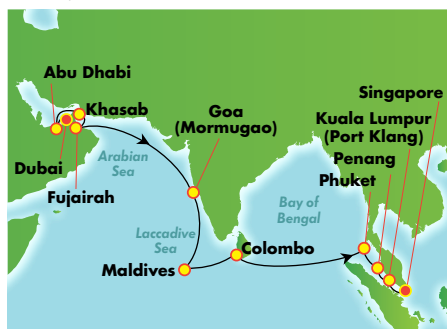 Abu Dhabi
Khasab
Dubai
Fujairah
Arabian
Sea
Goa
(Mormugao)
Laccadive
Sea
Maldives
Colombo
Bay of
Bengal
Singapore
Kuala Lumpur
(Port Klang)
Penang
Phuket